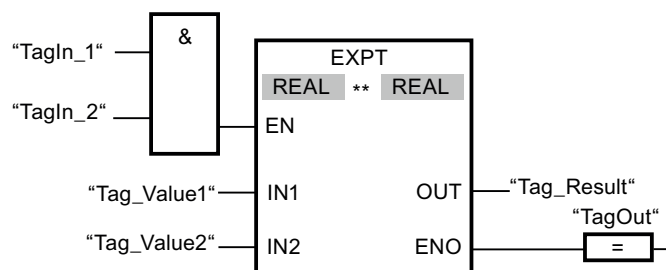 &
"TagIn_1"
EXPT
REAL ** REAL
"TagIn_2"
EN
"Tag_Value1"
IN1
OUT
"Tag_Result"
"TagOut"
"Tag_Value2"
IN2
ENO
=